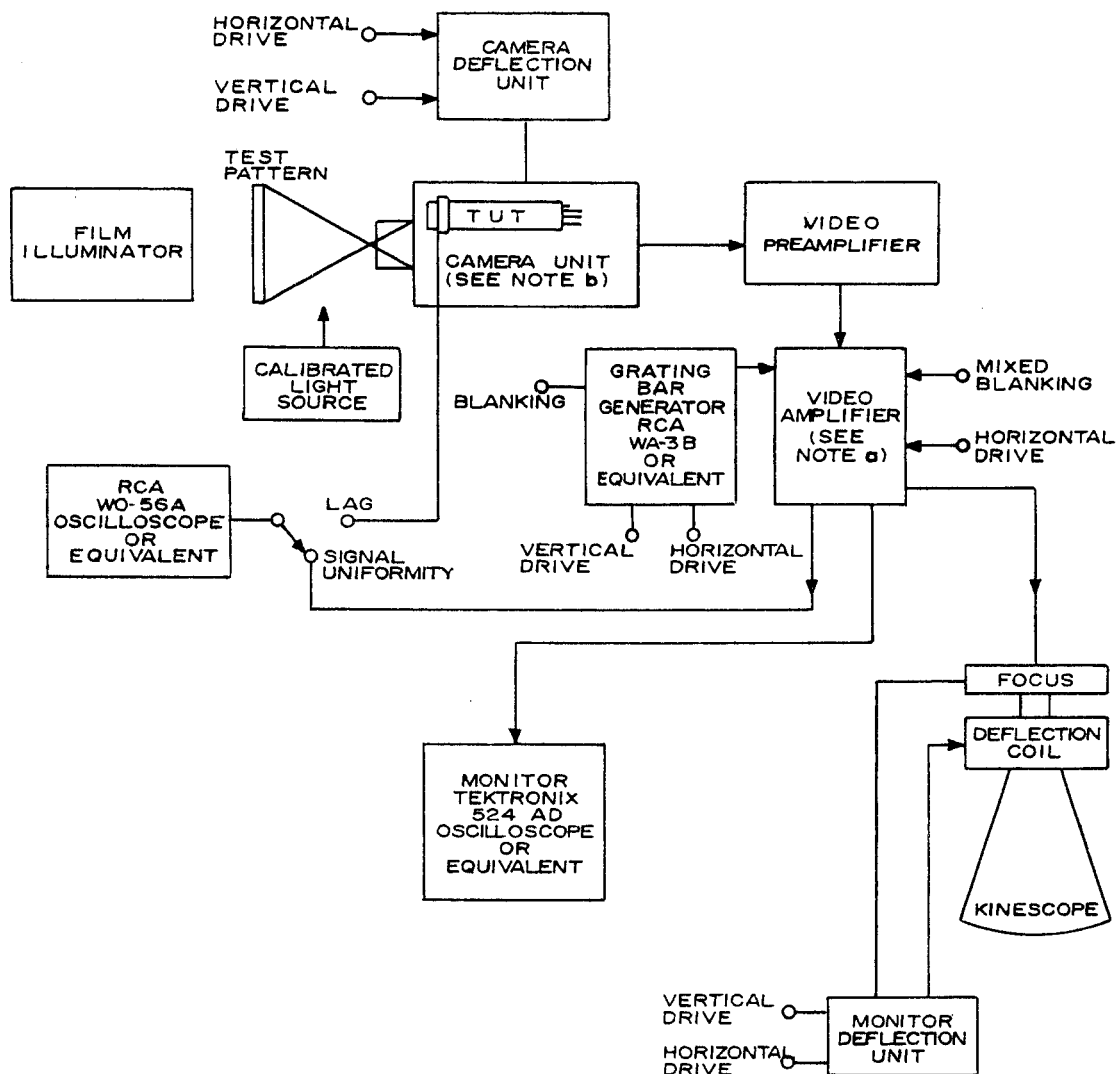 HORIZONTAL
DRIVE
VERTICAL
DRIVE
CAMERA
DEFLECTION
UNIT
TEST
PATTERN
FILM
ILLUMINATOR
TUT
CAMERA UNIT
(SEE NOTE b)
VIDEO
PREAMPLIFIER
CALIBRATED
LIGHT
SOURCE
BLANKING
GRATING
BAR
GENERATOR
RCA
WA-3B
OR
EQUIVALENT
VIDEO
AMPLIFIER
(SEE
NOTE a)
MIXED
BLANKING
HORIZONTAL
DRIVE
RCA
WO-56A
OSCILLOSCOPE
OR
EQUIVALENT
LAG
SIGNAL
UNIFORMITY
VERTICAL
DRIVE
HORIZONTAL
DRIVE
FOCUS
DEFLECTION
COIL
KINESCOPE
MONITOR
TEKTRONIX
524 AD
OSCILLOSCOPE
OR
EQUIVALENT
VERTICAL
DRIVE
HORIZONTAL
DRIVE
MONITOR
DEFLECTION
UNIT